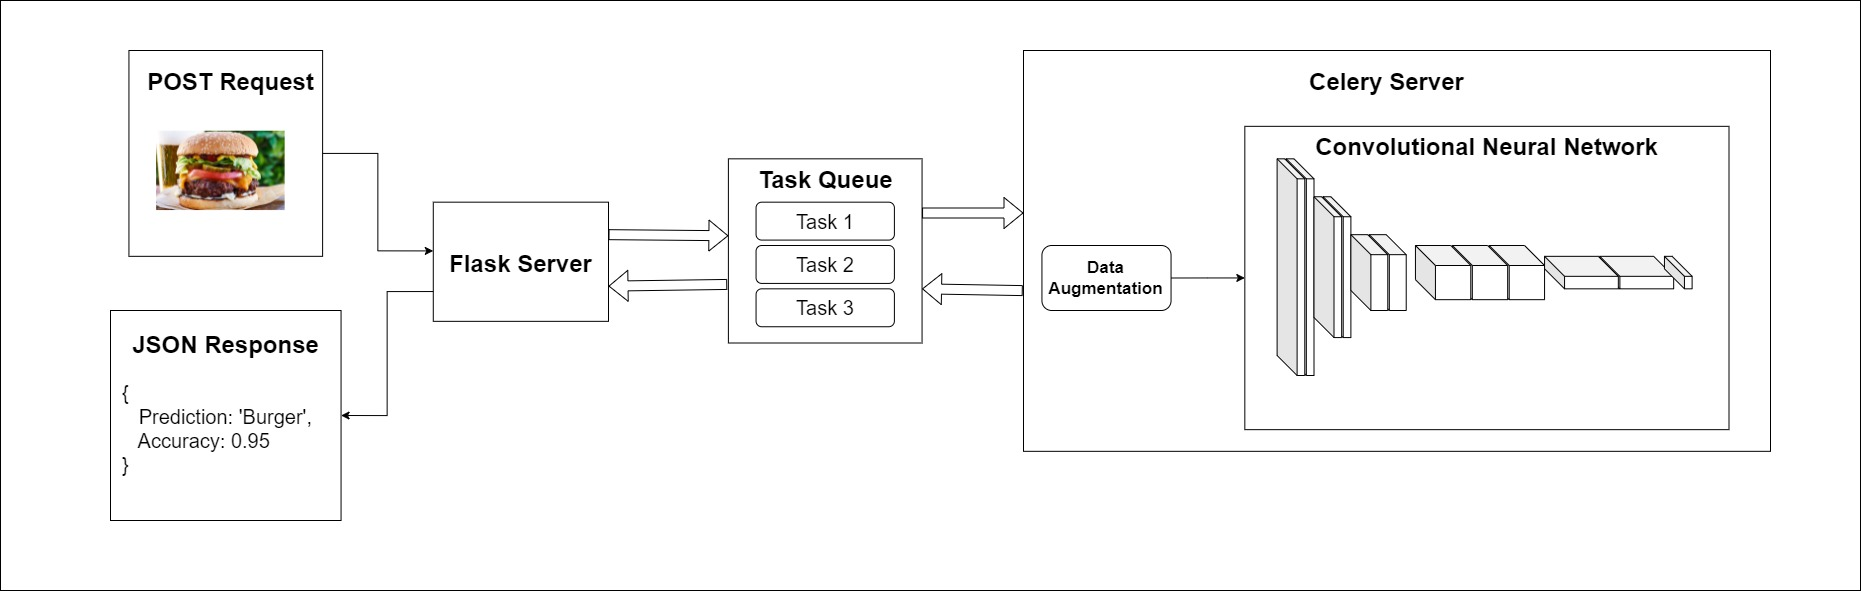 POST Request
JSON Response
{
Prediction: 'Burger',
Accuracy: 0.95
}
Flask Server
Task Queue
Task 1
Task 2
Task 3
Celery Server
Data
Augmentation
Convolutional Neural Network